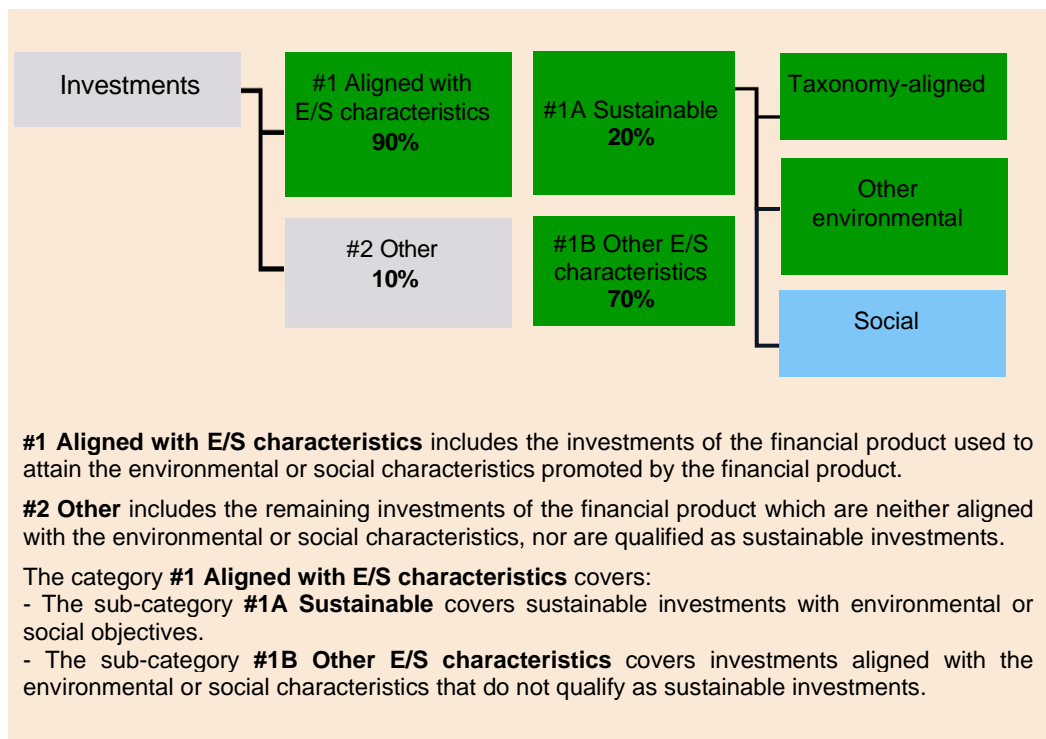 Investments
#1 Aligned with
E/S characteristics
90%
#2 Other
10%
#1A Sustainable
20%
#1B Other E/S
characteristics
70%
Taxonomy-aligned
Other
environmental
Social
#1 Aligned with E/S characteristics includes the investments of the financial product used to
attain the environmental or social characteristics promoted by the financial product.
#2 Other includes the remaining investments of the financial product which are neither aligned
with the environmental or social characteristics, nor are qualified as sustainable investments.
The category #1 Aligned with E/S characteristics covers:
- The sub-category #1A Sustainable covers sustainable investments with environmental or
social objectives.
- The sub-category #1B Other E/S characteristics covers investments aligned with the
environmental or social characteristics that do not qualify as sustainable investments.